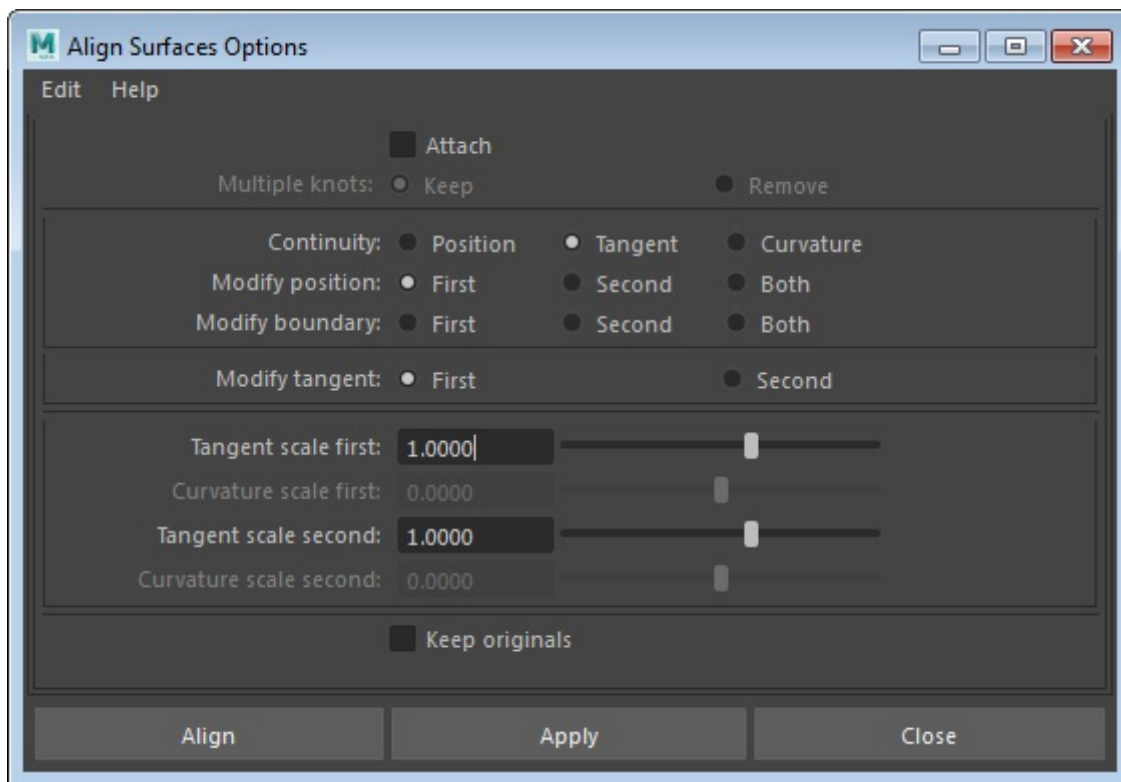 Align Surfaces Options
Edit Help
Attach
Multiple knots: Keep Remove
Continuity: Position Tangent Curvature
Modify position: First Second Both
Modify boundary: First Second Both
Modify tangent: First Second
Tangent scale first: 1.0000
Curvature scale first: 0.0000
Tangent scale second: 1.0000
Curvature scale second: 0.0000
Keep originals
Align Apply Close